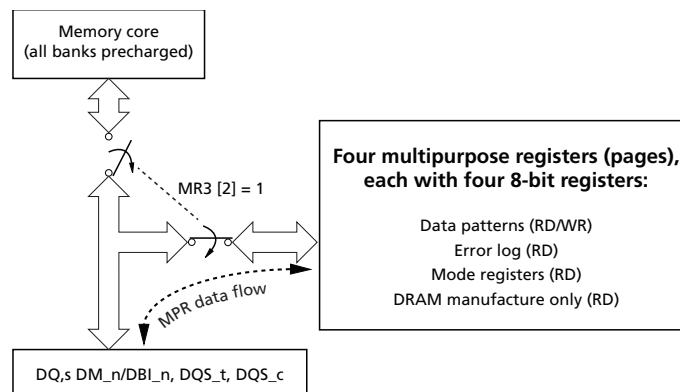 Memory core
(all banks precharged)
MR3 [2] = 1
Four multipurpose registers (pages),
each with four 8-bit registers:
Data patterns (RD/WR)
Error log (RD)
Mode registers (RD)
DRAM manufacture only (RD)
MPR data flow
DQ,s DM_n/DBI_n, DQS_t, DQS_c